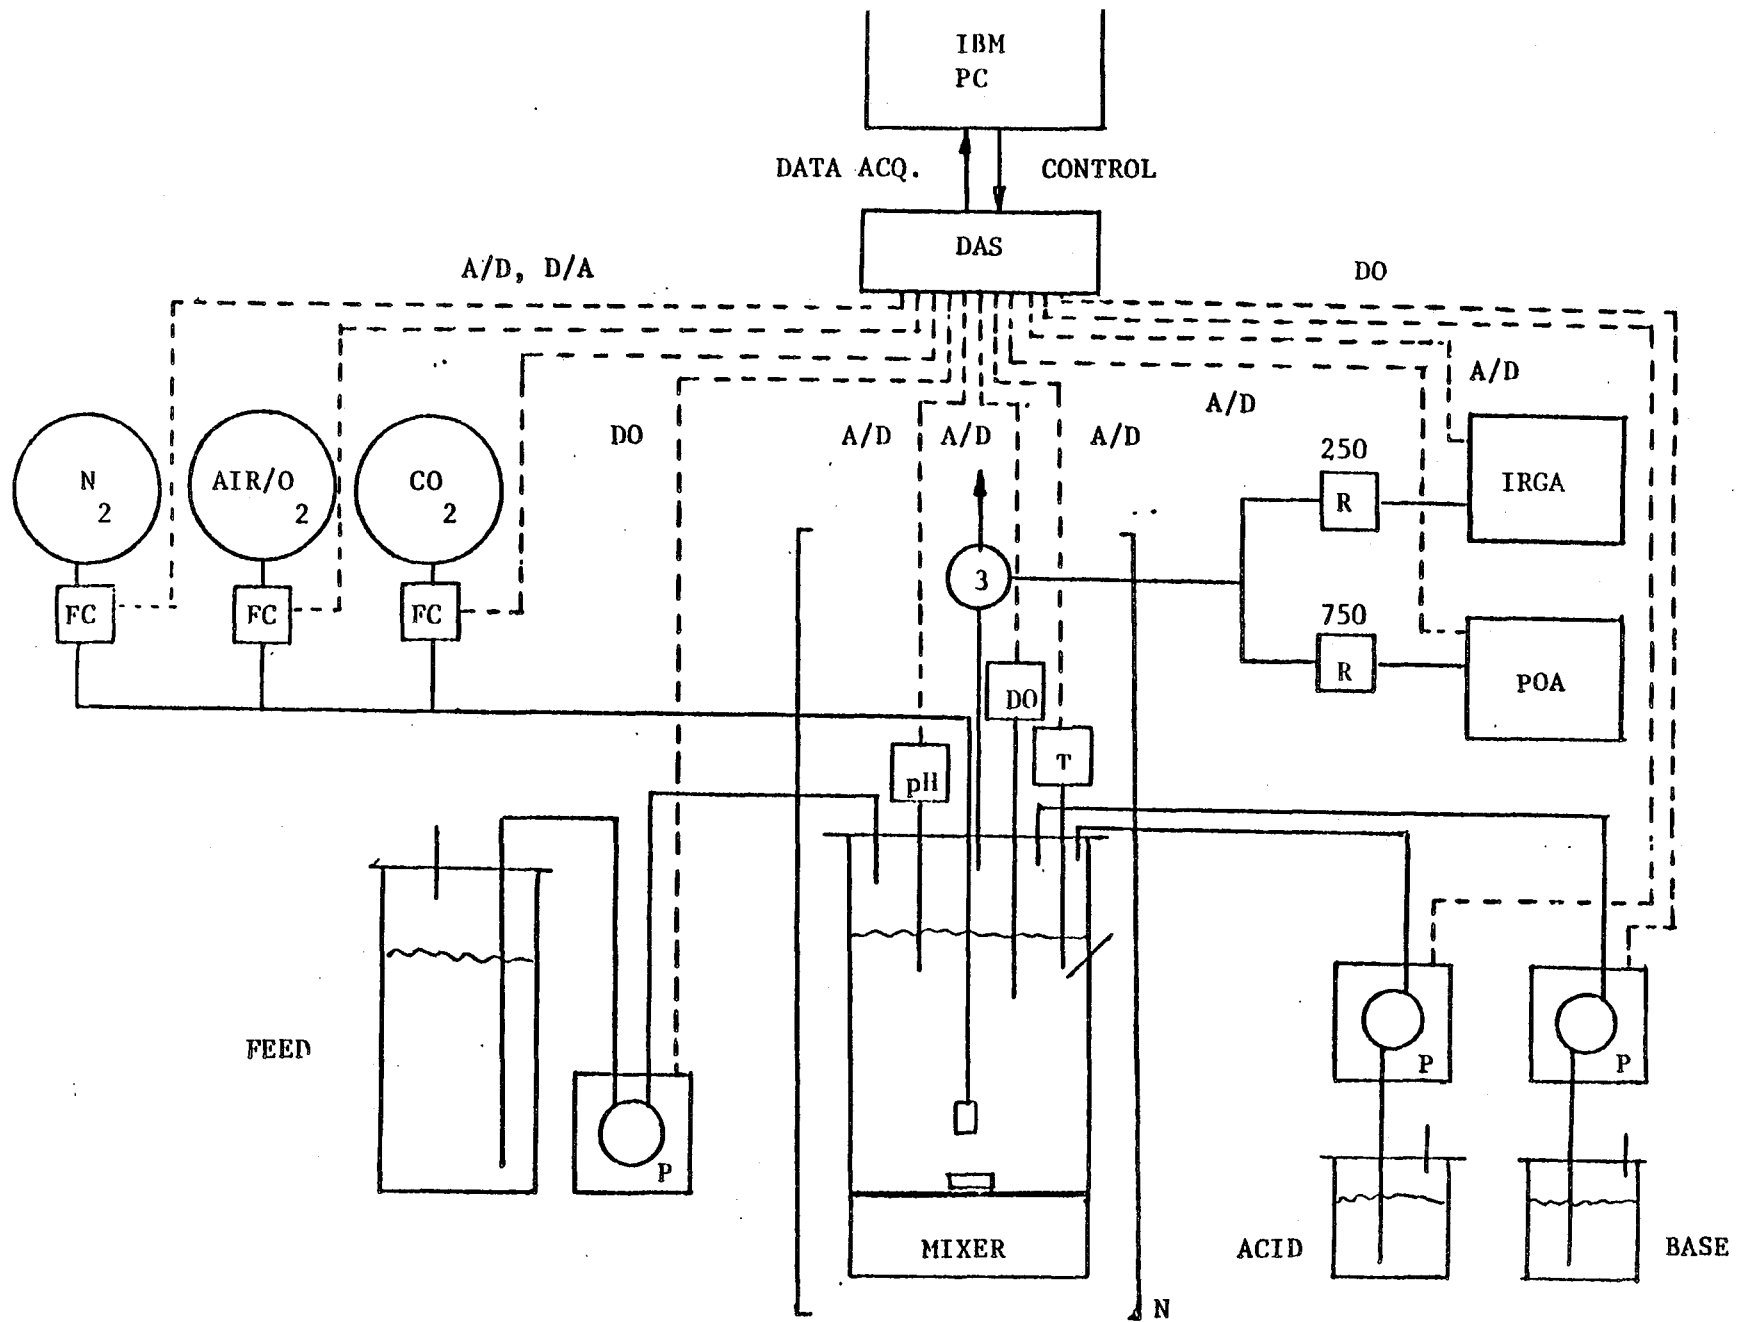 IBM
PC
DATA ACQ.
CONTROL
DAS
A/D, D/A
DO
A/D
A/D
DO
A/D
A/D
A/D
N
2
AIR/O
2
CO
2
250
R
IRGA
3
FC
FC
FC
750
R
POA
DO
T
pH
FEED
P
P
P
MIXER
ACID
BASE
N